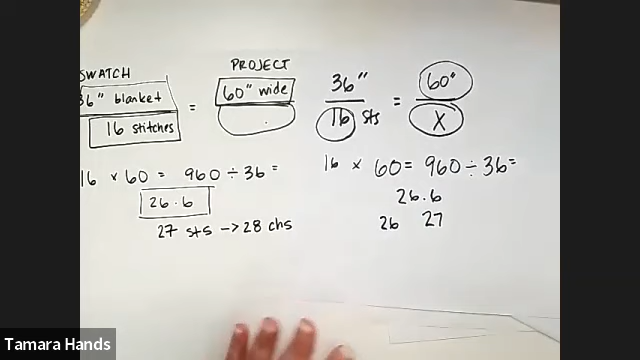 SWATCH
36" blanket
16 stitches
=
PROJECT
60" wide
16 × 60 = 960 ÷ 36 =
26.6
27 sts → 28 chs
36"
16 sts
=
60"
X
16 × 60 = 960 ÷ 36 =
26.6
26 27
Tamara Hands